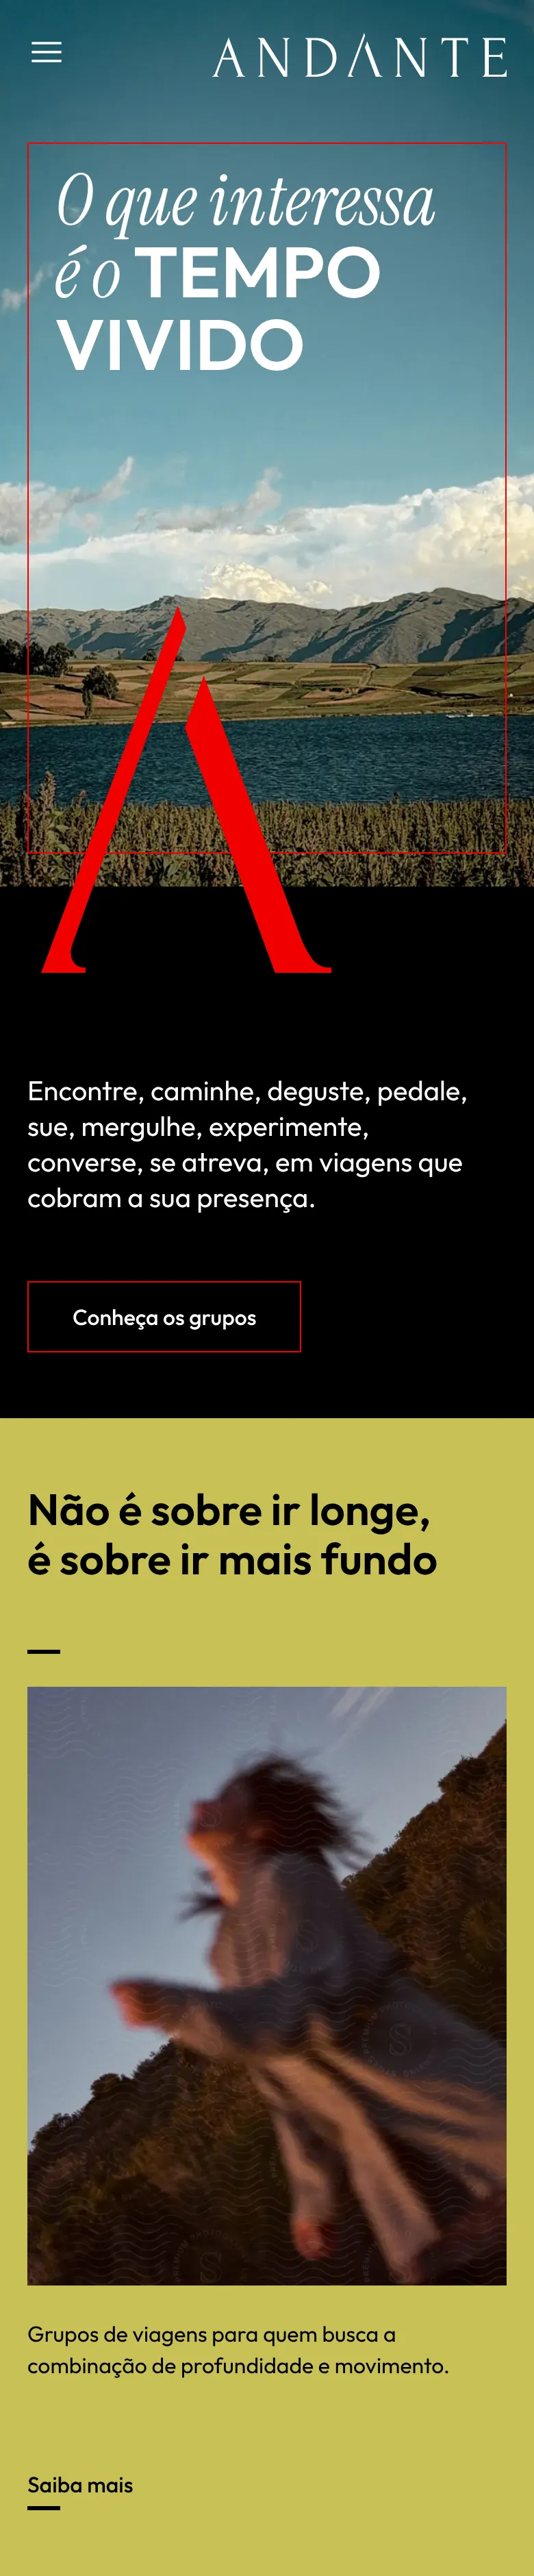 ANDANTE
O que interessa
é o TEMPO
VIVIDO
Encontre, caminhe, deguste, pedale,
sue, mergulhe, experimente,
converse, se atreva, em viagens que
cobram a sua presença.
Conheça os grupos
Não é sobre ir longe,
é sobre ir mais fundo
Grupos de viagens para quem busca a
combinação de profundidade e movimento.
Saiba mais